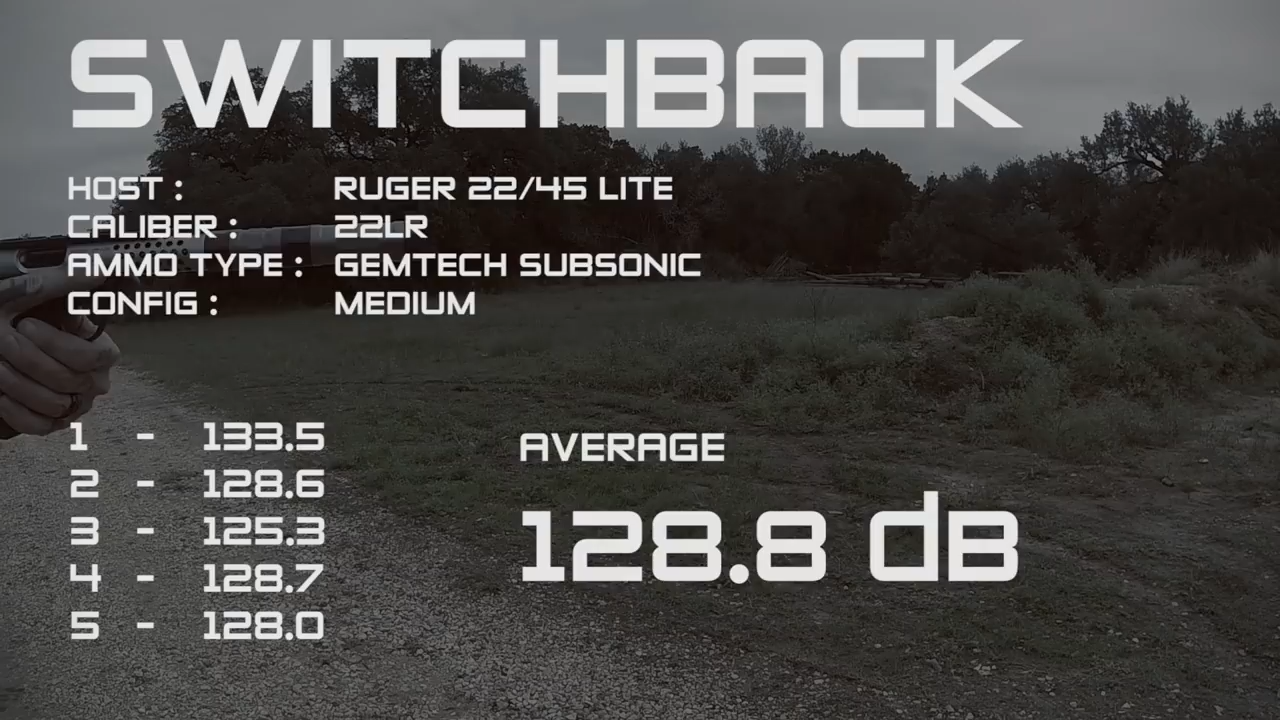 SWITCHBACK
HOST : RUGER 22/45 LITE
CALIBER : 22LR
AMMO TYPE : GEMTECH SUBSONIC
CONFIG : MEDIUM
1 - 133.5
2 - 128.6
3 - 125.3
4 - 128.7
5 - 128.0
AVERAGE
128.8 dB